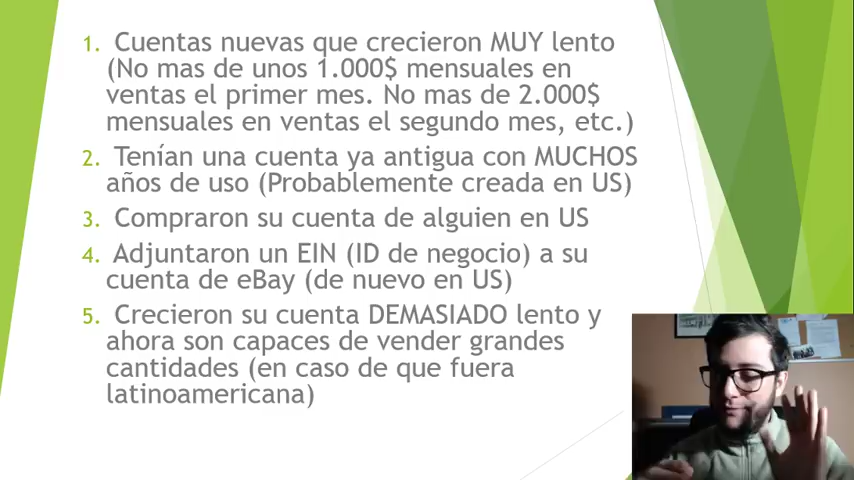 1. Cuentas nuevas que crecieron MUY lento
(No mas de unos 1.000$ mensuales en
ventas el primer mes. No mas de 2.000$
mensuales en ventas el segundo mes, etc.)
2. Tenían una cuenta ya antigua con MUCHOS
años de uso (Probablemente creada en US)
3. Compraron su cuenta de alguien en US
4. Adjuntaron un EIN (ID de negocio) a su
cuenta de eBay (de nuevo en US)
5. Crecieron su cuenta DEMASIADO lento y
ahora son capaces de vender grandes
cantidades (en caso de que fuera
latinoamericana)